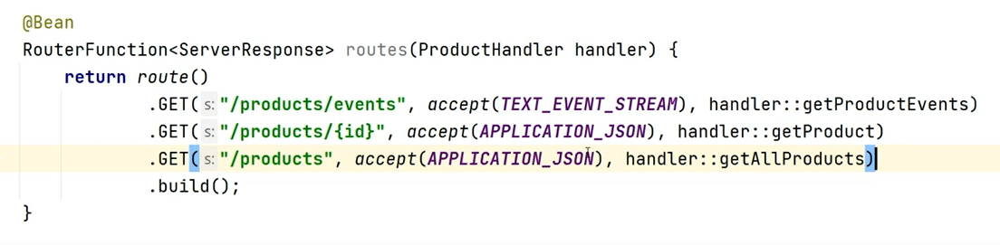 @Bean
RouterFunction<ServerResponse> routes(ProductHandler handler) {
    return route()
            .GET( s: "/products/events", accept(TEXT_EVENT_STREAM), handler::getProductEvents)
            .GET( s: "/products/{id}", accept(APPLICATION_JSON), handler::getProduct)
            .GET( s: "/products", accept(APPLICATION_JSON), handler::getAllProducts)
            .build();
}